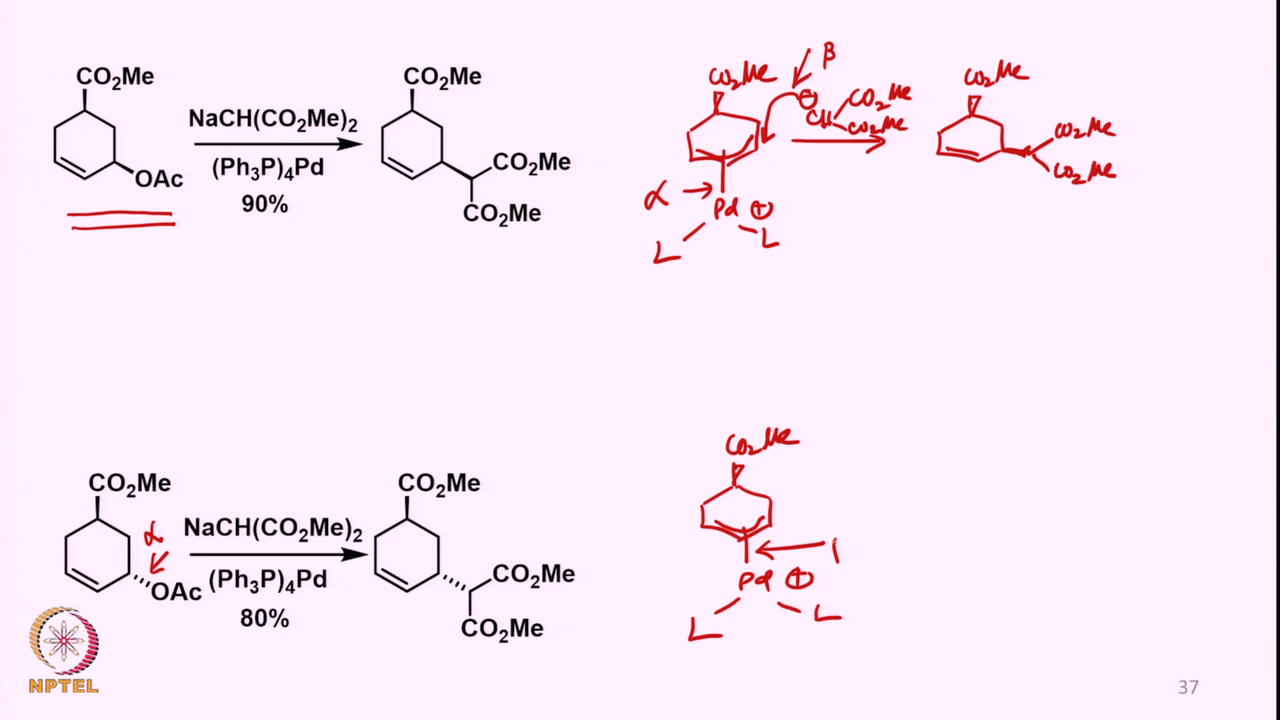 CO2Me
NaCH(CO2Me)2
(Ph3P)4Pd
90%
OAc
CO2Me
CO2Me
CO2Me
CO2Me
β
⊖
CH
CO2Me
CO2Me
α
Pd ⊕
L
L
CO2Me
CO2Me
CO2Me
CO2Me
α
OAc
NaCH(CO2Me)2
(Ph3P)4Pd
80%
CO2Me
CO2Me
CO2Me
CO2Me
Pd ⊕
L
L
NPTEL
37